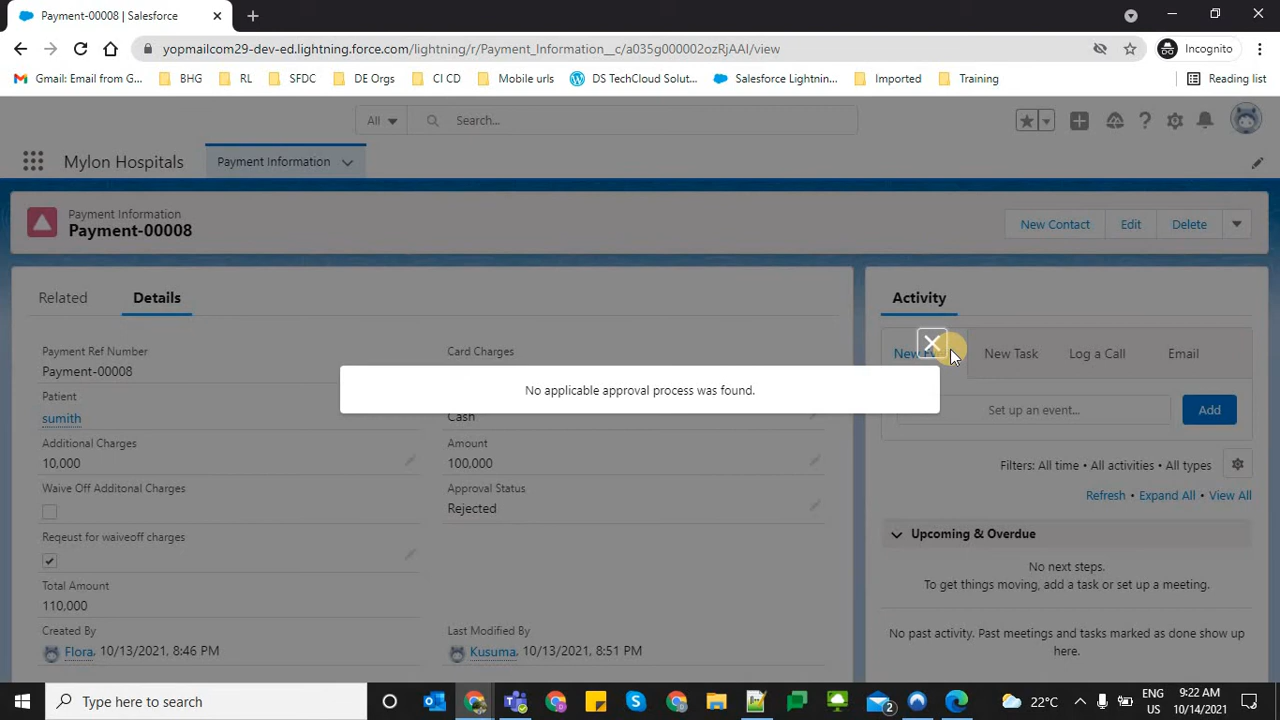 Payment-00008 | Salesforce
yopmailcom29-dev-ed.lightning.force.com/lightning/r/Payment_Information__c/a035g000002ozRjAAI/view
Incognito
Gmail: Email from G... BHG RL SFDC DE Orgs CI CD Mobile urls DS TechCloud Solut... Salesforce Lightnin... Imported Training Reading list
All Search...
Mylon Hospitals Payment Information
Payment Information
Payment-00008
New Contact Edit Delete
Related Details
Activity
Payment Ref Number
Payment-00008
Card Charges
Patient
sumith
Cash
Additional Charges
10,000
Amount
100,000
Waive Off Additonal Charges
Approval Status
Rejected
Reqeust for waiveoff charges
Total Amount
110,000
Created By
Flora, 10/13/2021, 8:46 PM
Last Modified By
Kusuma, 10/13/2021, 8:51 PM
No applicable approval process was found.
New Task Log a Call Email
Set up an event... Add
Filters: All time • All activities • All types
Refresh • Expand All • View All
Upcoming & Overdue
No next steps.
To get things moving, add a task or set up a meeting.
No past activity. Past meetings and tasks marked as done show up
here.
Type here to search
2
22°C
ENG
US
9:22 AM
10/14/2021